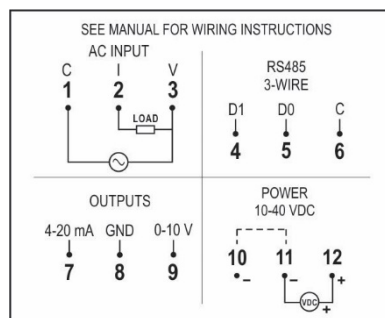 SEE MANUAL FOR WIRING INSTRUCTIONS
AC INPUT
C I V
1 2 3
LOAD
RS485
3-WIRE
D1 D0 C
4 5 6
OUTPUTS
4-20 mA GND 0-10 V
7 8 9
POWER
10-40 VDC
10 11 12
- - +
VDC
- +